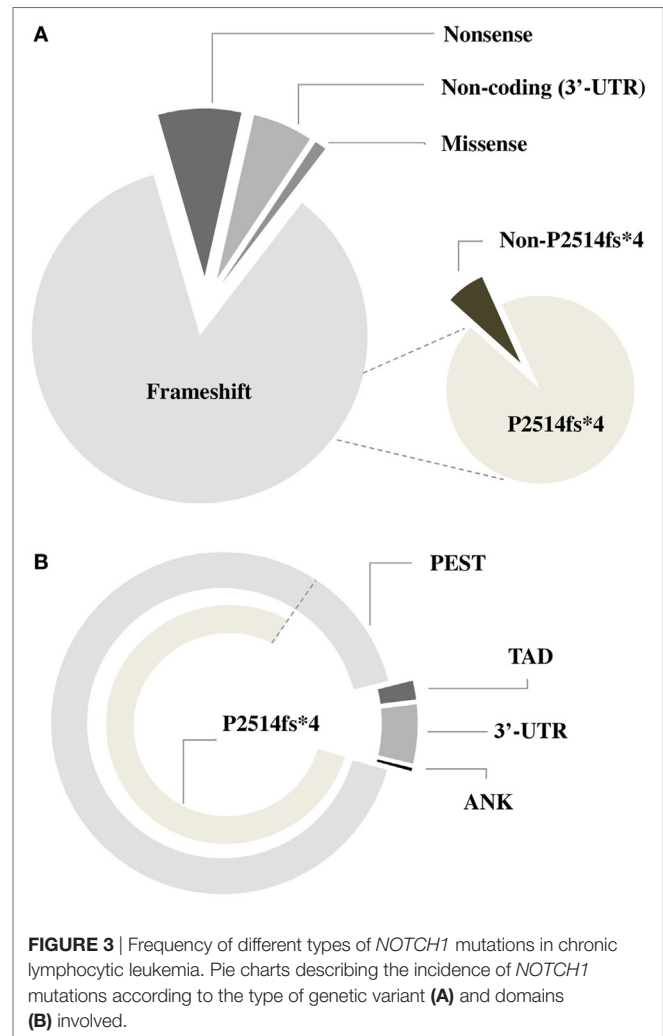 A
Nonsense
Non-coding (3’-UTR)
Missense
Non-P2514fs*4
Frameshift
P2514fs*4
B
PEST
TAD
P2514fs*4
3’-UTR
ANK
FIGURE 3 | Frequency of different types of NOTCH1 mutations in chronic
lymphocytic leukemia. Pie charts describing the incidence of NOTCH1
mutations according to the type of genetic variant (A) and domains
(B) involved.